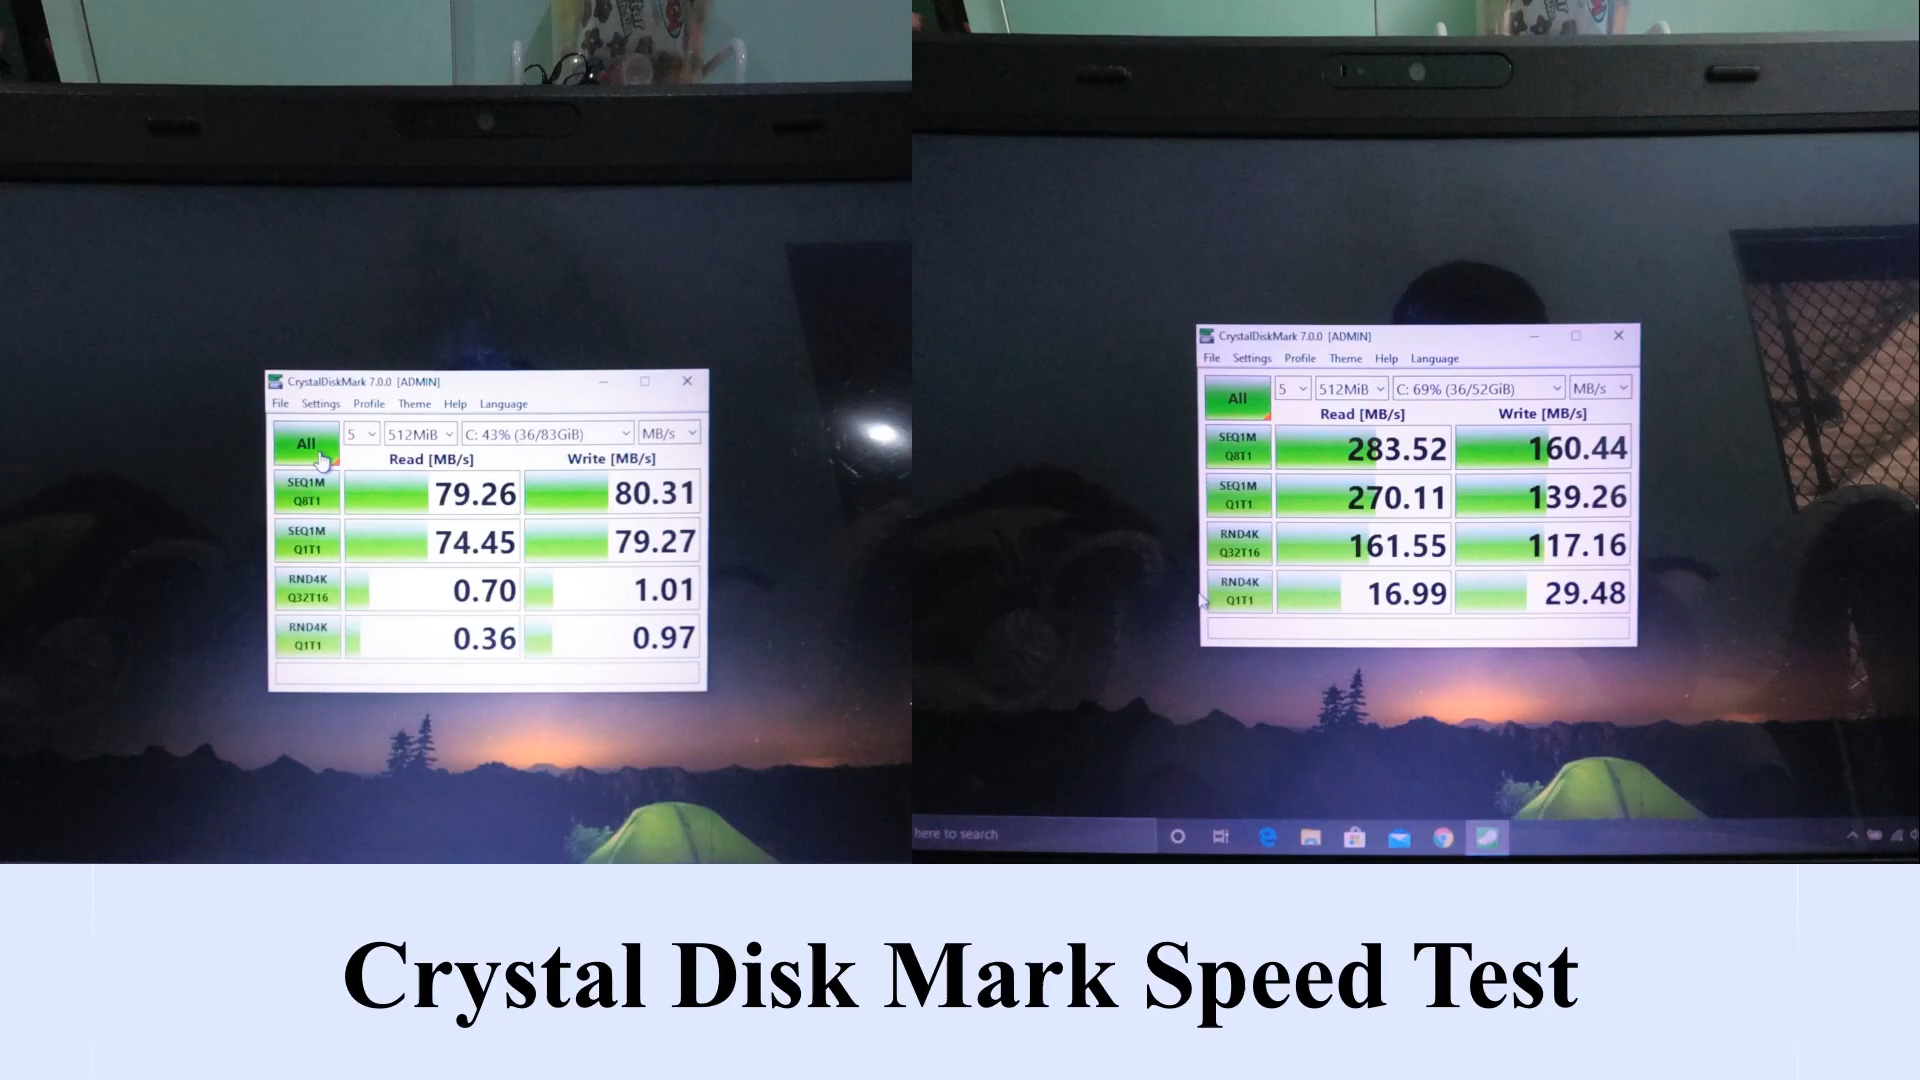 CrystalDiskMark 7.0.0 [ADMIN]
File Settings Profile Theme Help Language
All 5 512MiB C: 43% (36/83GiB) MB/s
Read [MB/s] Write [MB/s]
SEQ1M
Q8T1 79.26 80.31
SEQ1M
Q1T1 74.45 79.27
RND4K
Q32T16 0.70 1.01
RND4K
Q1T1 0.36 0.97
CrystalDiskMark 7.0.0 [ADMIN]
File Settings Profile Theme Help Language
All 5 512MiB C: 69% (36/52GiB) MB/s
Read [MB/s] Write [MB/s]
SEQ1M
Q8T1 283.52 160.44
SEQ1M
Q1T1 270.11 139.26
RND4K
Q32T16 161.55 117.16
RND4K
Q1T1 16.99 29.48
here to search
Crystal Disk Mark Speed Test